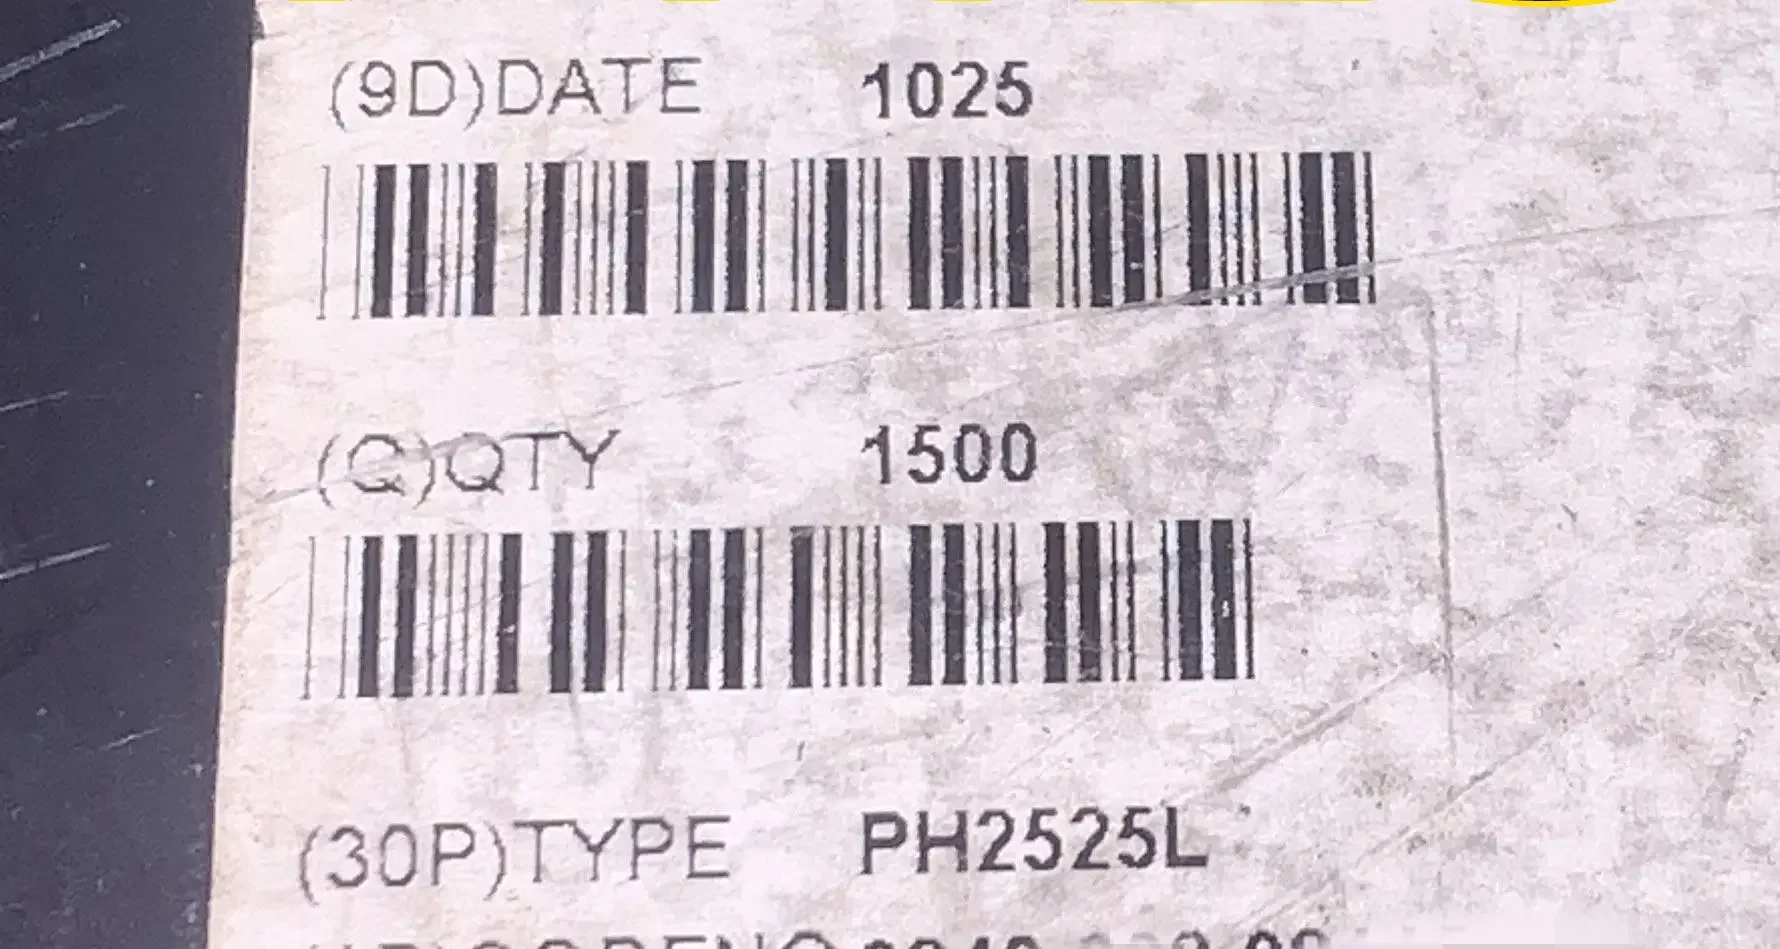 (9D)DATE 1025
(Q)QTY 1500
(30P)TYPE PH2525L